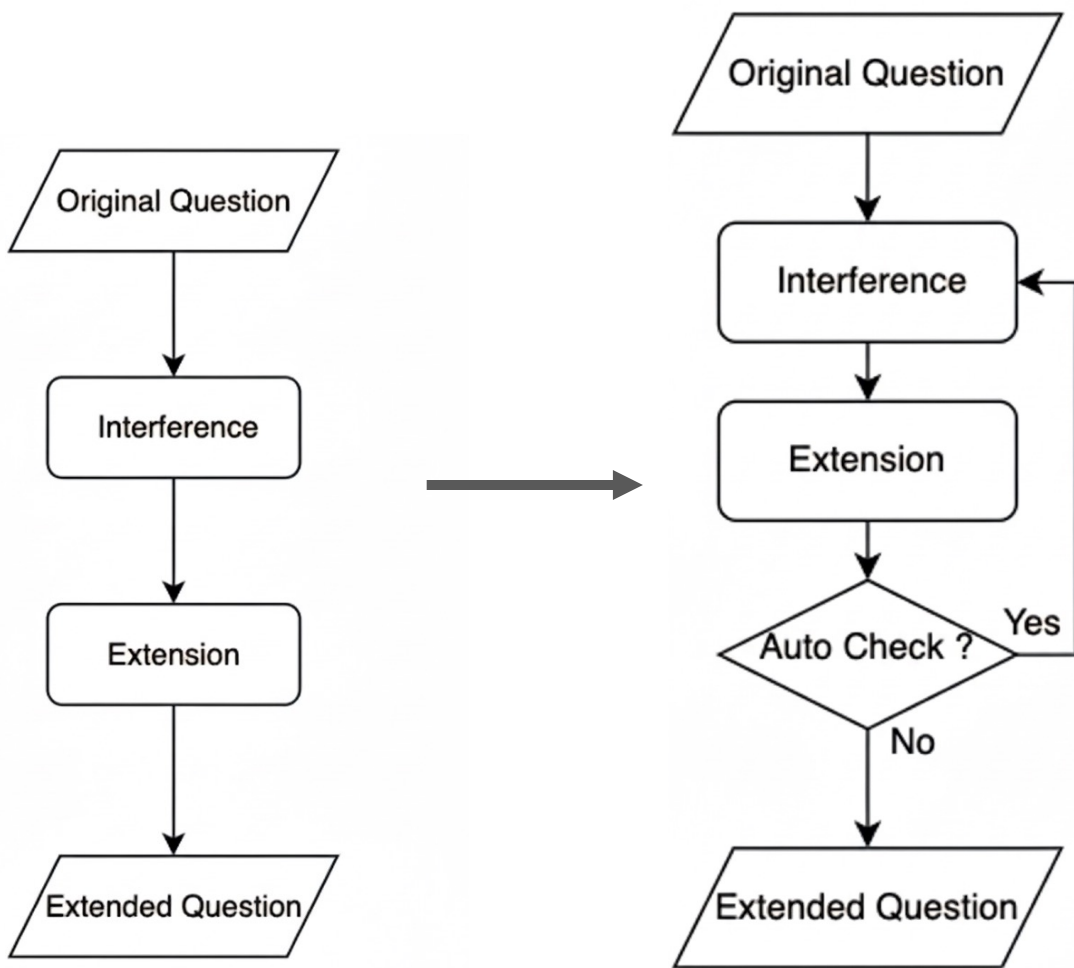 Original Question
Interference
Extension
Extended Question
Original Question
Interference
Extension
Auto Check ?
Yes
No
Extended Question